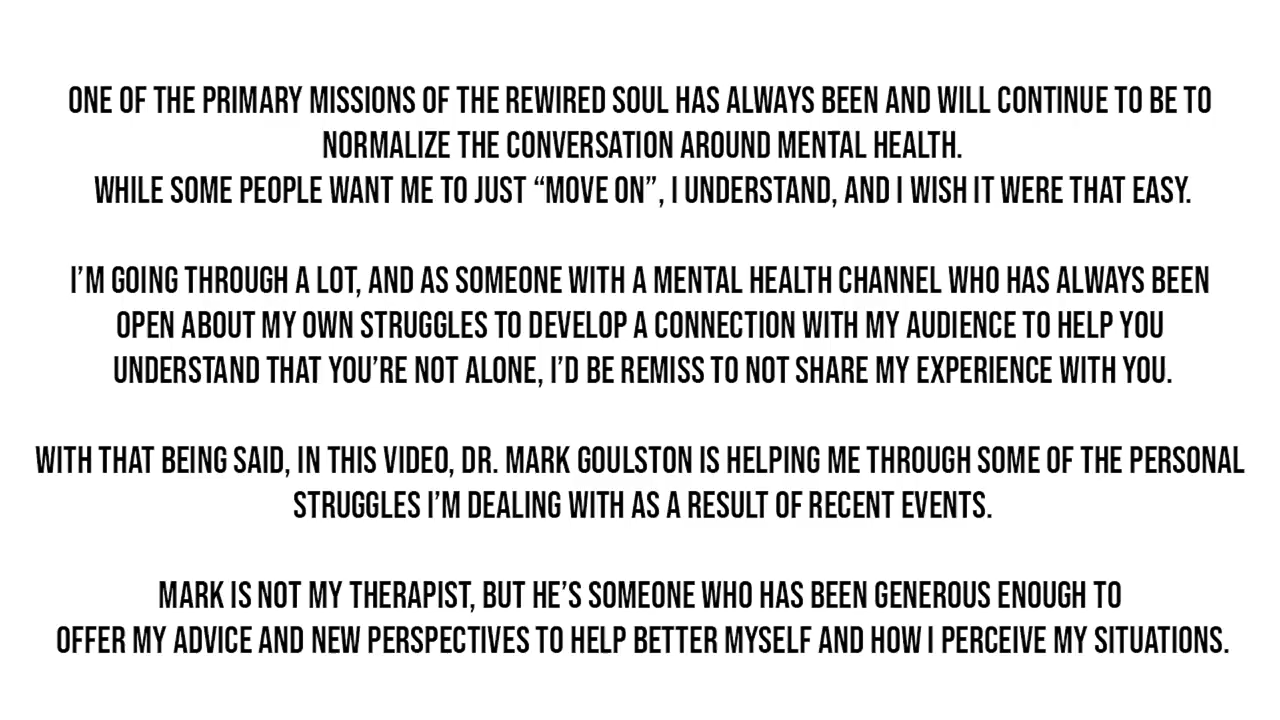 ONE OF THE PRIMARY MISSIONS OF THE REWIRED SOUL HAS ALWAYS BEEN AND WILL CONTINUE TO BE TO
NORMALIZE THE CONVERSATION AROUND MENTAL HEALTH.
WHILE SOME PEOPLE WANT ME TO JUST “MOVE ON”, I UNDERSTAND, AND I WISH IT WERE THAT EASY.
I’M GOING THROUGH A LOT, AND AS SOMEONE WITH A MENTAL HEALTH CHANNEL WHO HAS ALWAYS BEEN
OPEN ABOUT MY OWN STRUGGLES TO DEVELOP A CONNECTION WITH MY AUDIENCE TO HELP YOU
UNDERSTAND THAT YOU’RE NOT ALONE, I’D BE REMISS TO NOT SHARE MY EXPERIENCE WITH YOU.
WITH THAT BEING SAID, IN THIS VIDEO, DR. MARK GOULSTON IS HELPING ME THROUGH SOME OF THE PERSONAL
STRUGGLES I’M DEALING WITH AS A RESULT OF RECENT EVENTS.
MARK IS NOT MY THERAPIST, BUT HE’S SOMEONE WHO HAS BEEN GENEROUS ENOUGH TO
OFFER MY ADVICE AND NEW PERSPECTIVES TO HELP BETTER MYSELF AND HOW I PERCEIVE MY SITUATIONS.